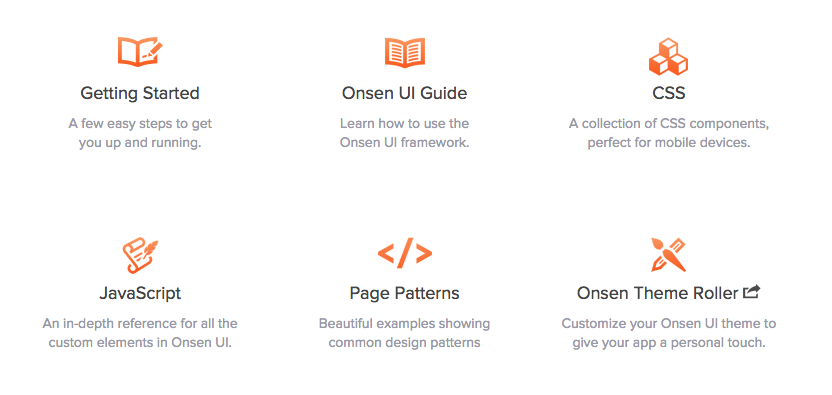 Getting Started
A few easy steps to get
you up and running.
Onsen UI Guide
Learn how to use the
Onsen UI framework.
CSS
A collection of CSS components,
perfect for mobile devices.
JavaScript
An in-depth reference for all the
custom elements in Onsen UI.
</>
Page Patterns
Beautiful examples showing
common design patterns
Onsen Theme Roller
Customize your Onsen UI theme to
give your app a personal touch.